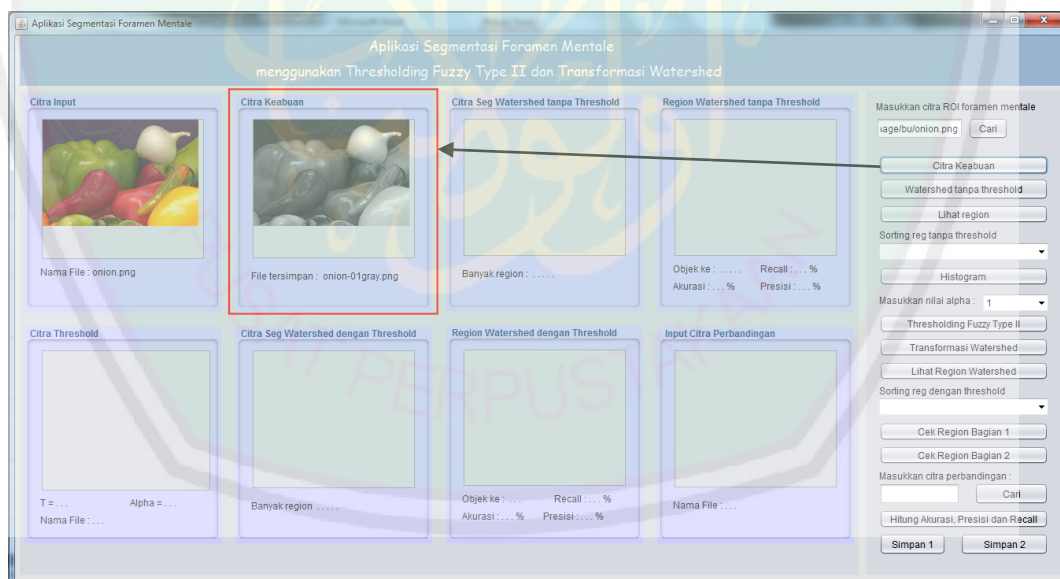 Aplikasi Segmentasi Foramen Mentale
Aplikasi Segmentasi Foramen Mentale
menggunakan Thresholding Fuzzy Type II dan Transformasi Watershed
Citra Input
Nama File : onion.png
Citra Keabuan
File tersimpan : onion-01gray.png
Citra Seg Watershed tanpa Threshold
Banyak region : . . . . .
Region Watershed tanpa Threshold
Objek ke : . . . . . Recall : . . . %
Akurasi : . . . % Presisi : . . . %
Citra Threshold
T = . . . Alpha = . . .
Nama File : . . .
Citra Seg Watershed dengan Threshold
Banyak region . . . . .
Region Watershed dengan Threshold
Objek ke : . . . Recall : . . . %
Akurasi : . . . % Presisi : . . . %
Input Citra Perbandingan
Nama File : . . .
Masukkan citra ROI foramen mentale
iage/bu/onion.png Cari
Citra Keabuan
Watershed tanpa threshold
Lihat region
Sorting reg tanpa threshold
Histogram
Masukkan nilai alpha : 1
Thresholding Fuzzy Type II
Transformasi Watershed
Lihat Region Watershed
Sorting reg dengan threshold
Cek Region Bagian 1
Cek Region Bagian 2
Masukkan citra perbandingan :
Cari
Hitung Akurasi, Presisi dan Recall
Simpan 1 Simpan 2
PUSAT PERPUSTAKAAN